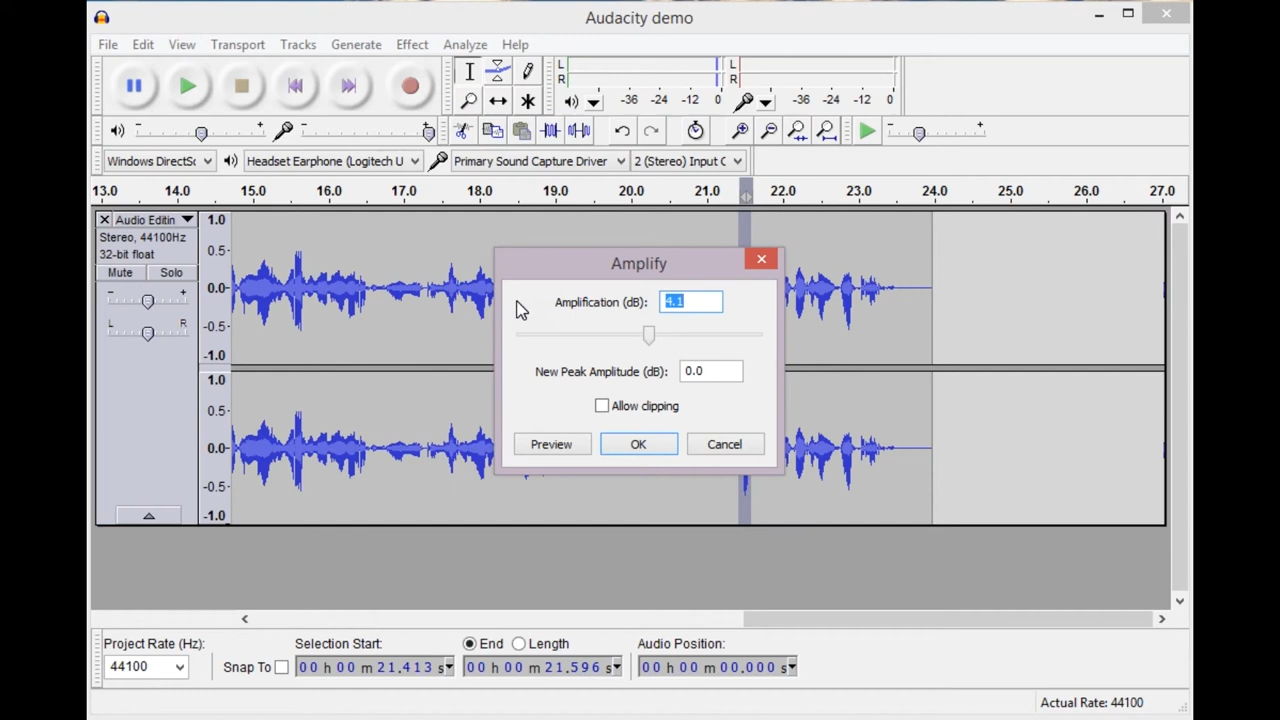 Audacity demo
File Edit View Transport Tracks Generate Effect Analyze Help
L
R
-36 -24 -12 0
L
R
-36 -24 -12 0
- +
- +
- +
Windows DirectSc
Headset Earphone (Logitech U
Primary Sound Capture Driver
2 (Stereo) Input C
13.0 14.0 15.0 16.0 17.0 18.0 19.0 20.0 21.0 22.0 23.0 24.0 25.0 26.0 27.0
Audio Editin
Stereo, 44100Hz
32-bit float
Mute Solo
- +
L R
1.0
0.5
0.0
-0.5
-1.0
1.0
0.5
0.0
-0.5
-1.0
Amplify
Amplification (dB): 4.1
New Peak Amplitude (dB): 0.0
Allow clipping
Preview OK Cancel
Project Rate (Hz): Selection Start: End Length Audio Position:
44100 Snap To 00 h 00 m 21.413 s 00 h 00 m 21.596 s 00 h 00 m 00.000 s
Actual Rate: 44100